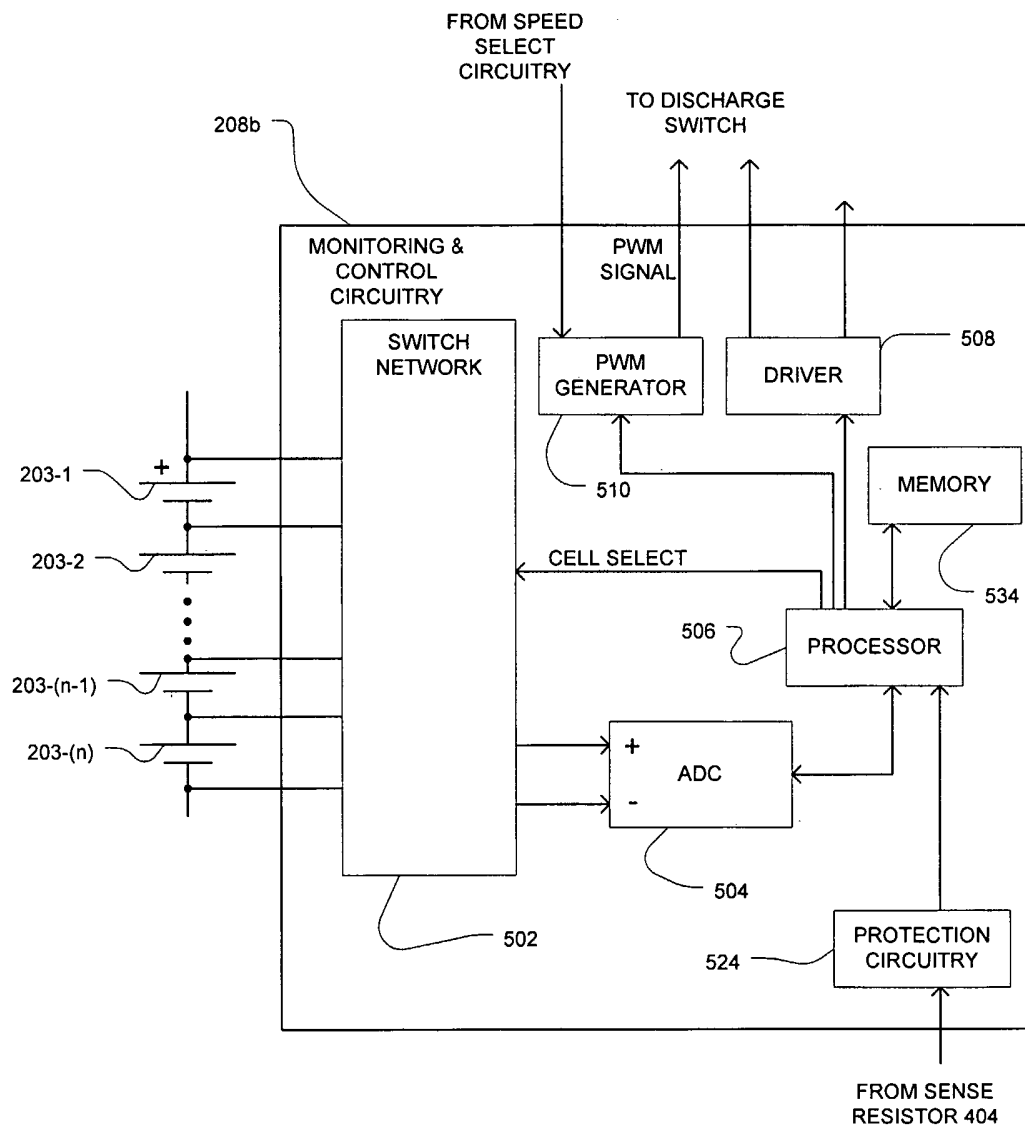 FROM SPEED
SELECT
CIRCUITRY
TO DISCHARGE
SWITCH
208b
MONITORING &
CONTROL
CIRCUITRY
PWM
SIGNAL
SWITCH
NETWORK
PWM
GENERATOR
DRIVER
508
510
MEMORY
534
+
203-1
203-2
CELL SELECT
506
PROCESSOR
203-(n-1)
203-(n)
+
-
ADC
504
502
524
PROTECTION
CIRCUITRY
FROM SENSE
RESISTOR 404